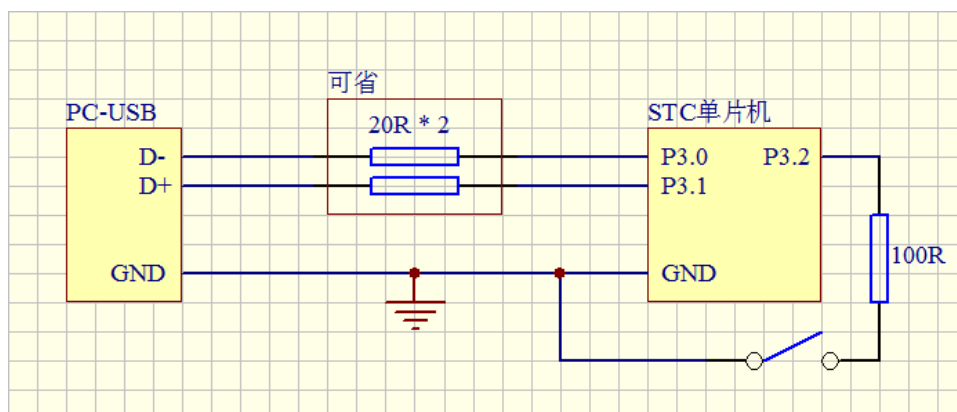 可省
PC-USB
20R * 2
STC单片机
D-
P3.0
P3.2
D+
P3.1
100R
GND
GND